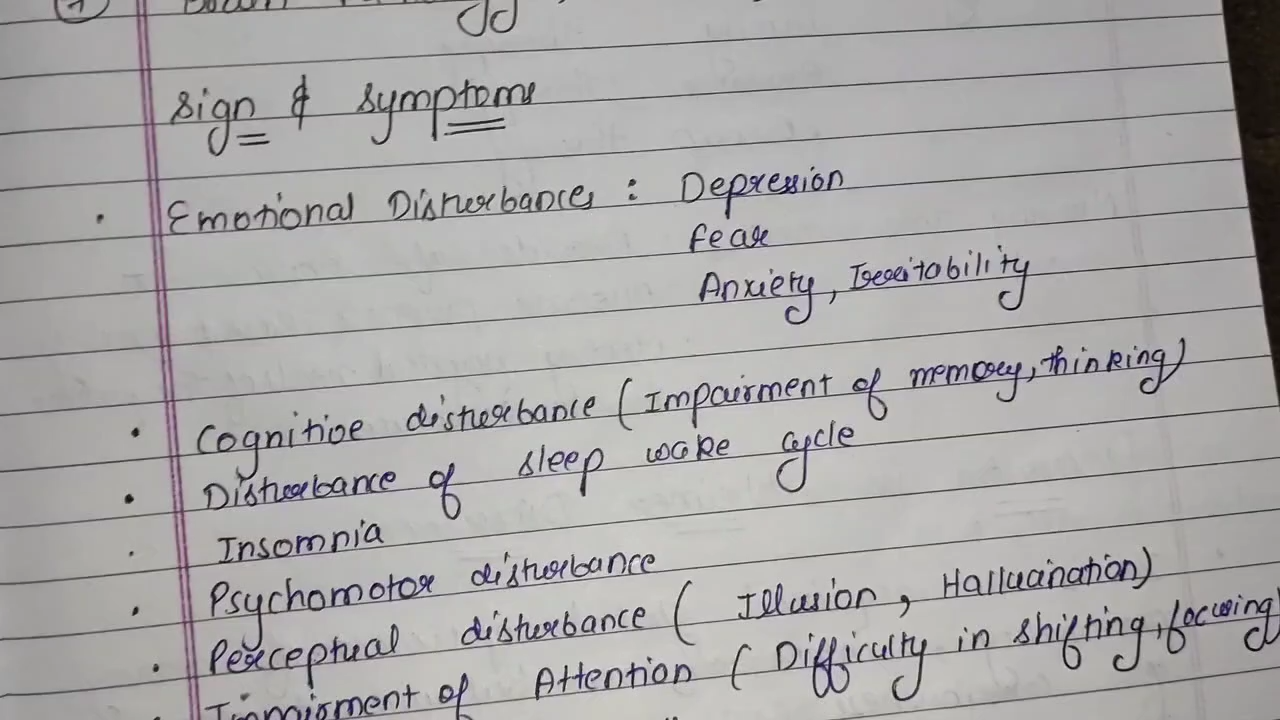 Sign & Symptoms
• Emotional Disturbances : Depression
Fear
Anxiety, Irritability
• Cognitive disturbance (Impairment of memory, thinking)
• Disturbance of sleep wake cycle
• Insomnia
• Psychomotor disturbance
• Perceptual disturbance ( Illusion, Hallucination)
• Impairment of Attention ( Difficulty in shifting, focusing